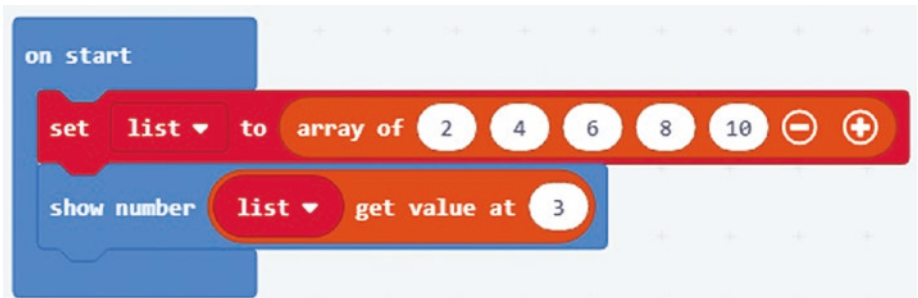 on start
set list to array of 2 4 6 8 10
show number list get value at 3